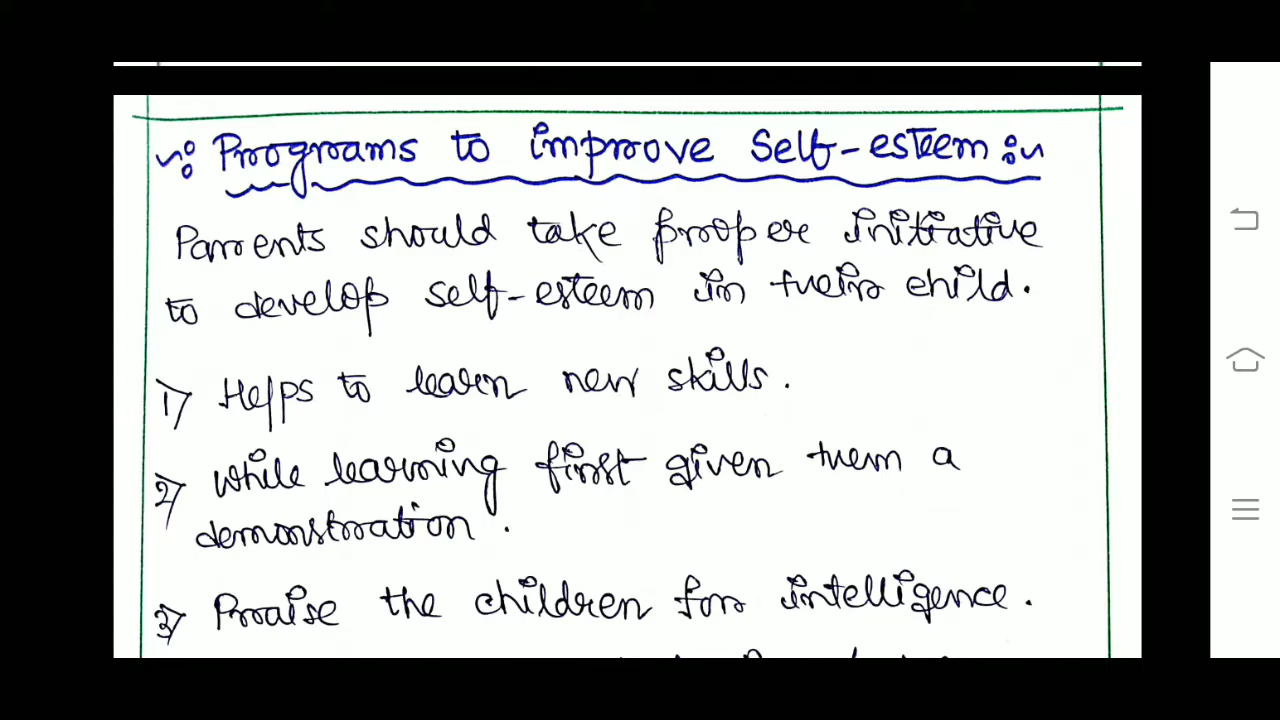 Programs to improve Self-esteem
Parents should take proper initiative
to develop self-esteem in their child.
1) Helps to learn new skills.
2) While learning first given them a
demonstration.
3) Praise the children for intelligence.